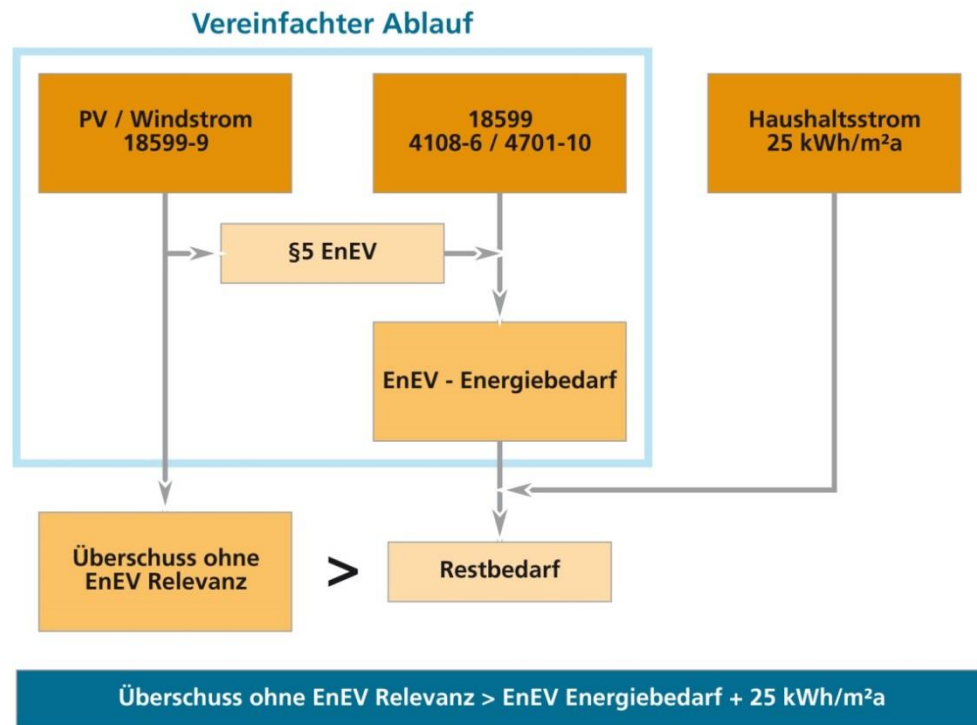 Vereinfachter Ablauf
PV / Windstrom
18599-9
18599
4108-6 / 4701-10
Haushaltsstrom
25 kWh/m²a
§5 EnEV
EnEV - Energiebedarf
Überschuss ohne
EnEV Relevanz
>
Restbedarf
Überschuss ohne EnEV Relevanz > EnEV Energiebedarf + 25 kWh/m²a